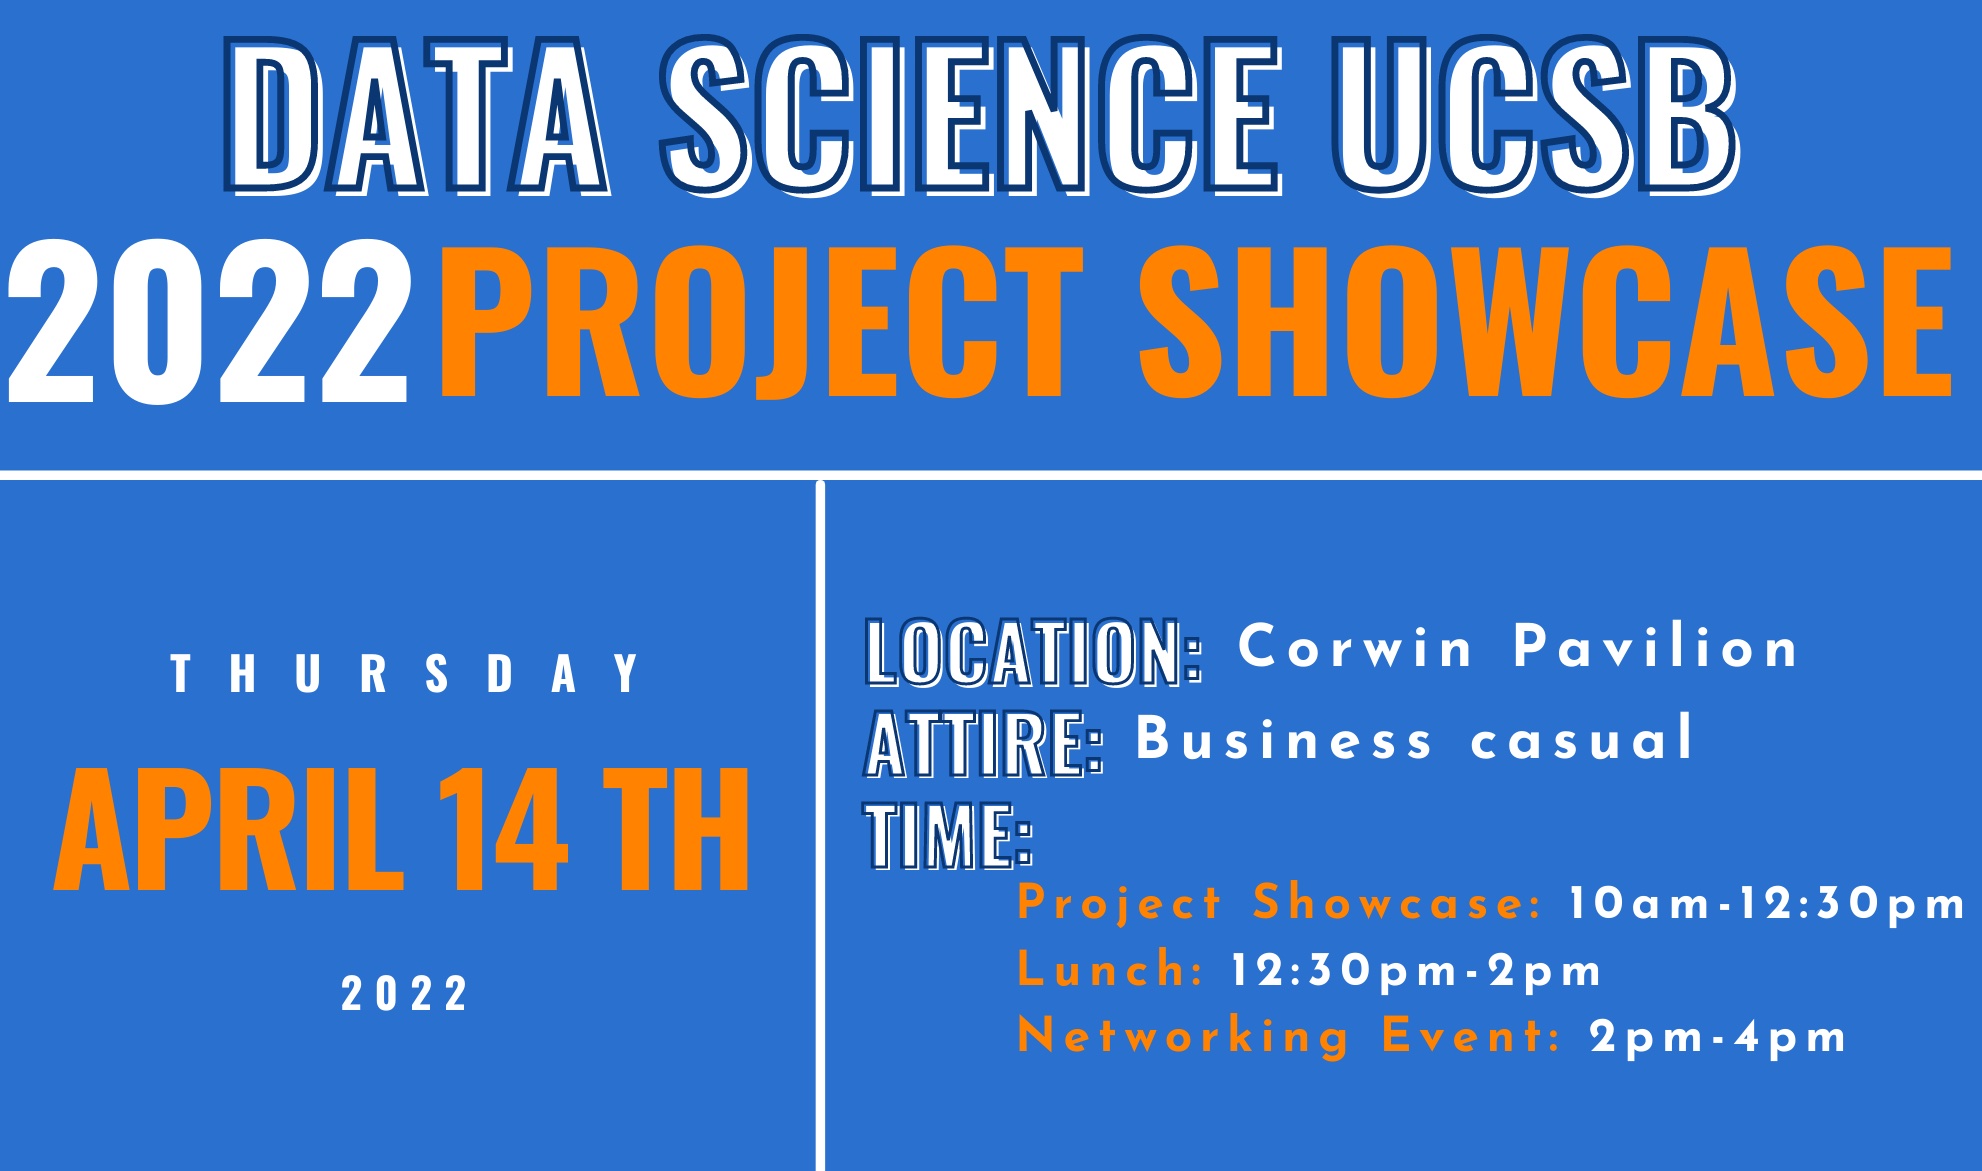 DATA SCIENCE UCSB
2022 PROJECT SHOWCASE
THURSDAY
APRIL 14 TH
2022
LOCATION: Corwin Pavilion
ATTIRE: Business casual
TIME:
Project Showcase: 10am-12:30pm
Lunch: 12:30pm-2pm
Networking Event: 2pm-4pm